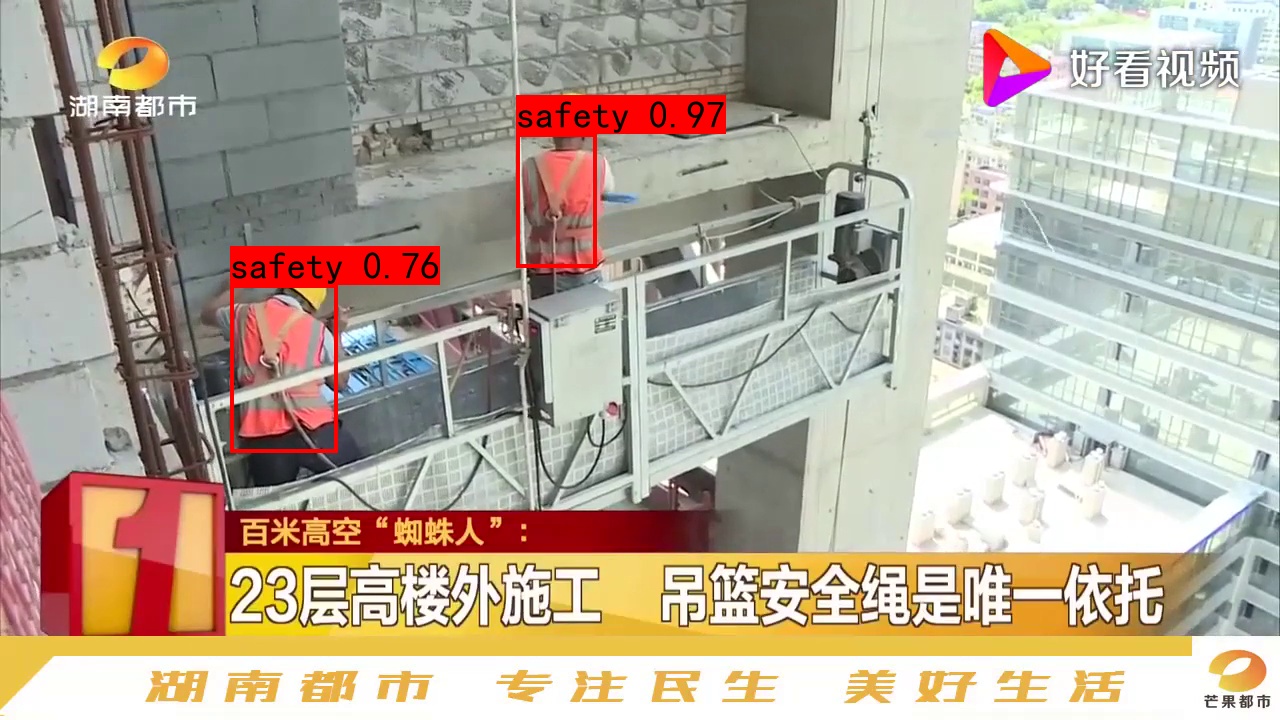 湖南都市
好看视频
safety 0.97
safety 0.76
1
百米高空“蜘蛛人”：
23层高楼外施工 吊篮安全绳是唯一依托
湖南都市 专注民生 美好生活
芒果都市